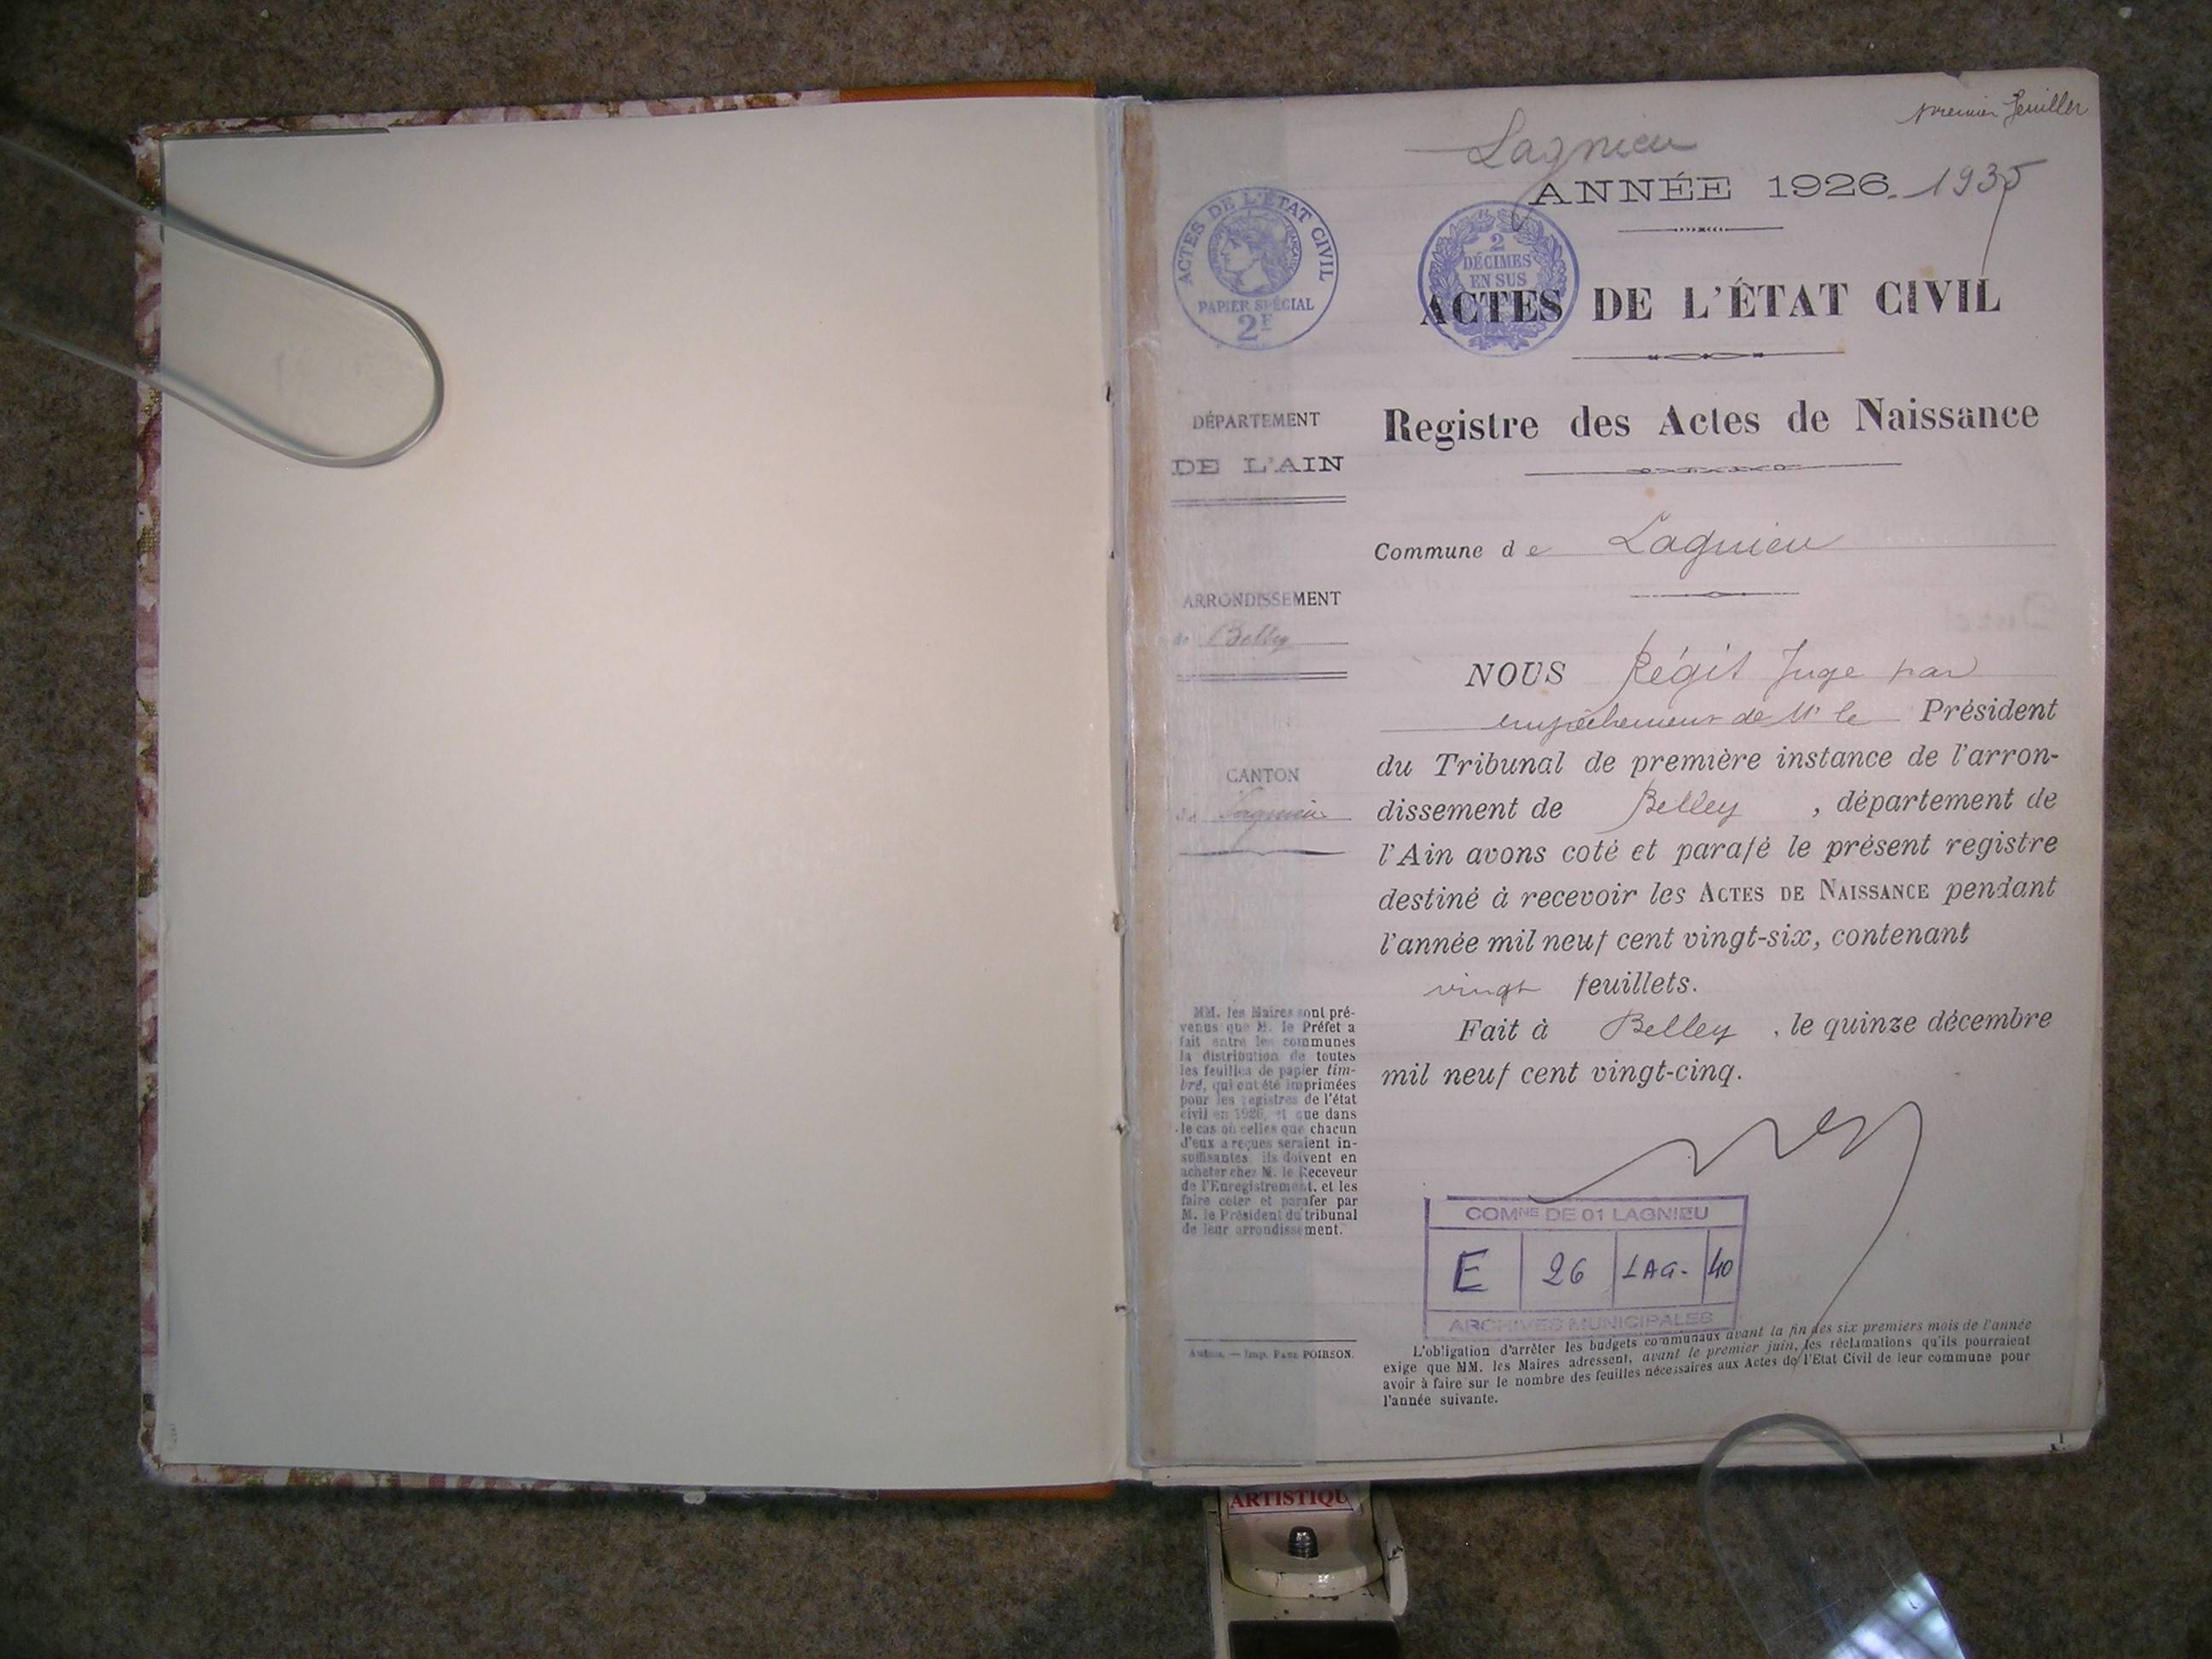 premier feuillet
Lagnieu
ANNÉE 1926 - 1935
ACTES DE L'ÉTAT CIVIL
PAPIER SPÉCIAL
2F
2
DÉCIMES
EN SUS
ACTES DE L'ÉTAT CIVIL
Registre des Actes de Naissance
DÉPARTEMENT
DE L'AIN
Commune de Lagnieu
ARRONDISSEMENT
de Belley
CANTON
de Lagnieu
NOUS Régis Juge par
empêchement de Mr le Président
du Tribunal de première instance de l'arron-
dissement de Belley , département de
l'Ain avons coté et parafé le présent registre
destiné à recevoir les ACTES DE NAISSANCE pendant
l'année mil neuf cent vingt-six, contenant
vingt feuillets.
Fait à Belley , le quinze décembre
mil neuf cent vingt-cinq.
MM. les Maires sont pré-
venus que M. le Préfet a
fait entre les communes
la distribution de toutes
les feuilles de papier tim-
bré, qui ont été imprimées
pour les registres de l'état
civil en 1926, et que dans
le cas où celles que chacun
d'eux a reçues seraient in-
suffisantes, ils doivent en
acheter chez M. le Receveur
de l'Enregistrement, et les
faire coter et parafer par
M. le Président du tribunal
de leur arrondissement.
Imp. Paul POIRSON.
COMNE DE 01 LAGNIEU
E 26 LAG- 40
ARCHIVES MUNICIPALES
L'obligation d'arrêter les budgets communaux avant la fin des six premiers mois de l'année
exige que MM. les Maires adressent, avant le premier juin, les réclamations qu'ils pourraient
avoir à faire sur le nombre des feuilles nécessaires aux Actes de l'Etat Civil de leur commune pour
l'année suivante.
1
ARTISTIQU